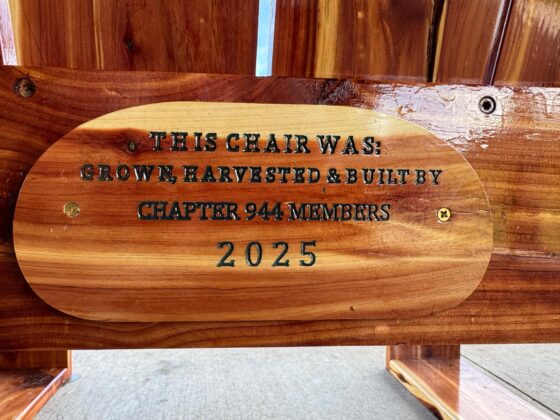 THIS CHAIR WAS:
GROWN, HARVESTED & BUILT BY
CHAPTER 944 MEMBERS
2025